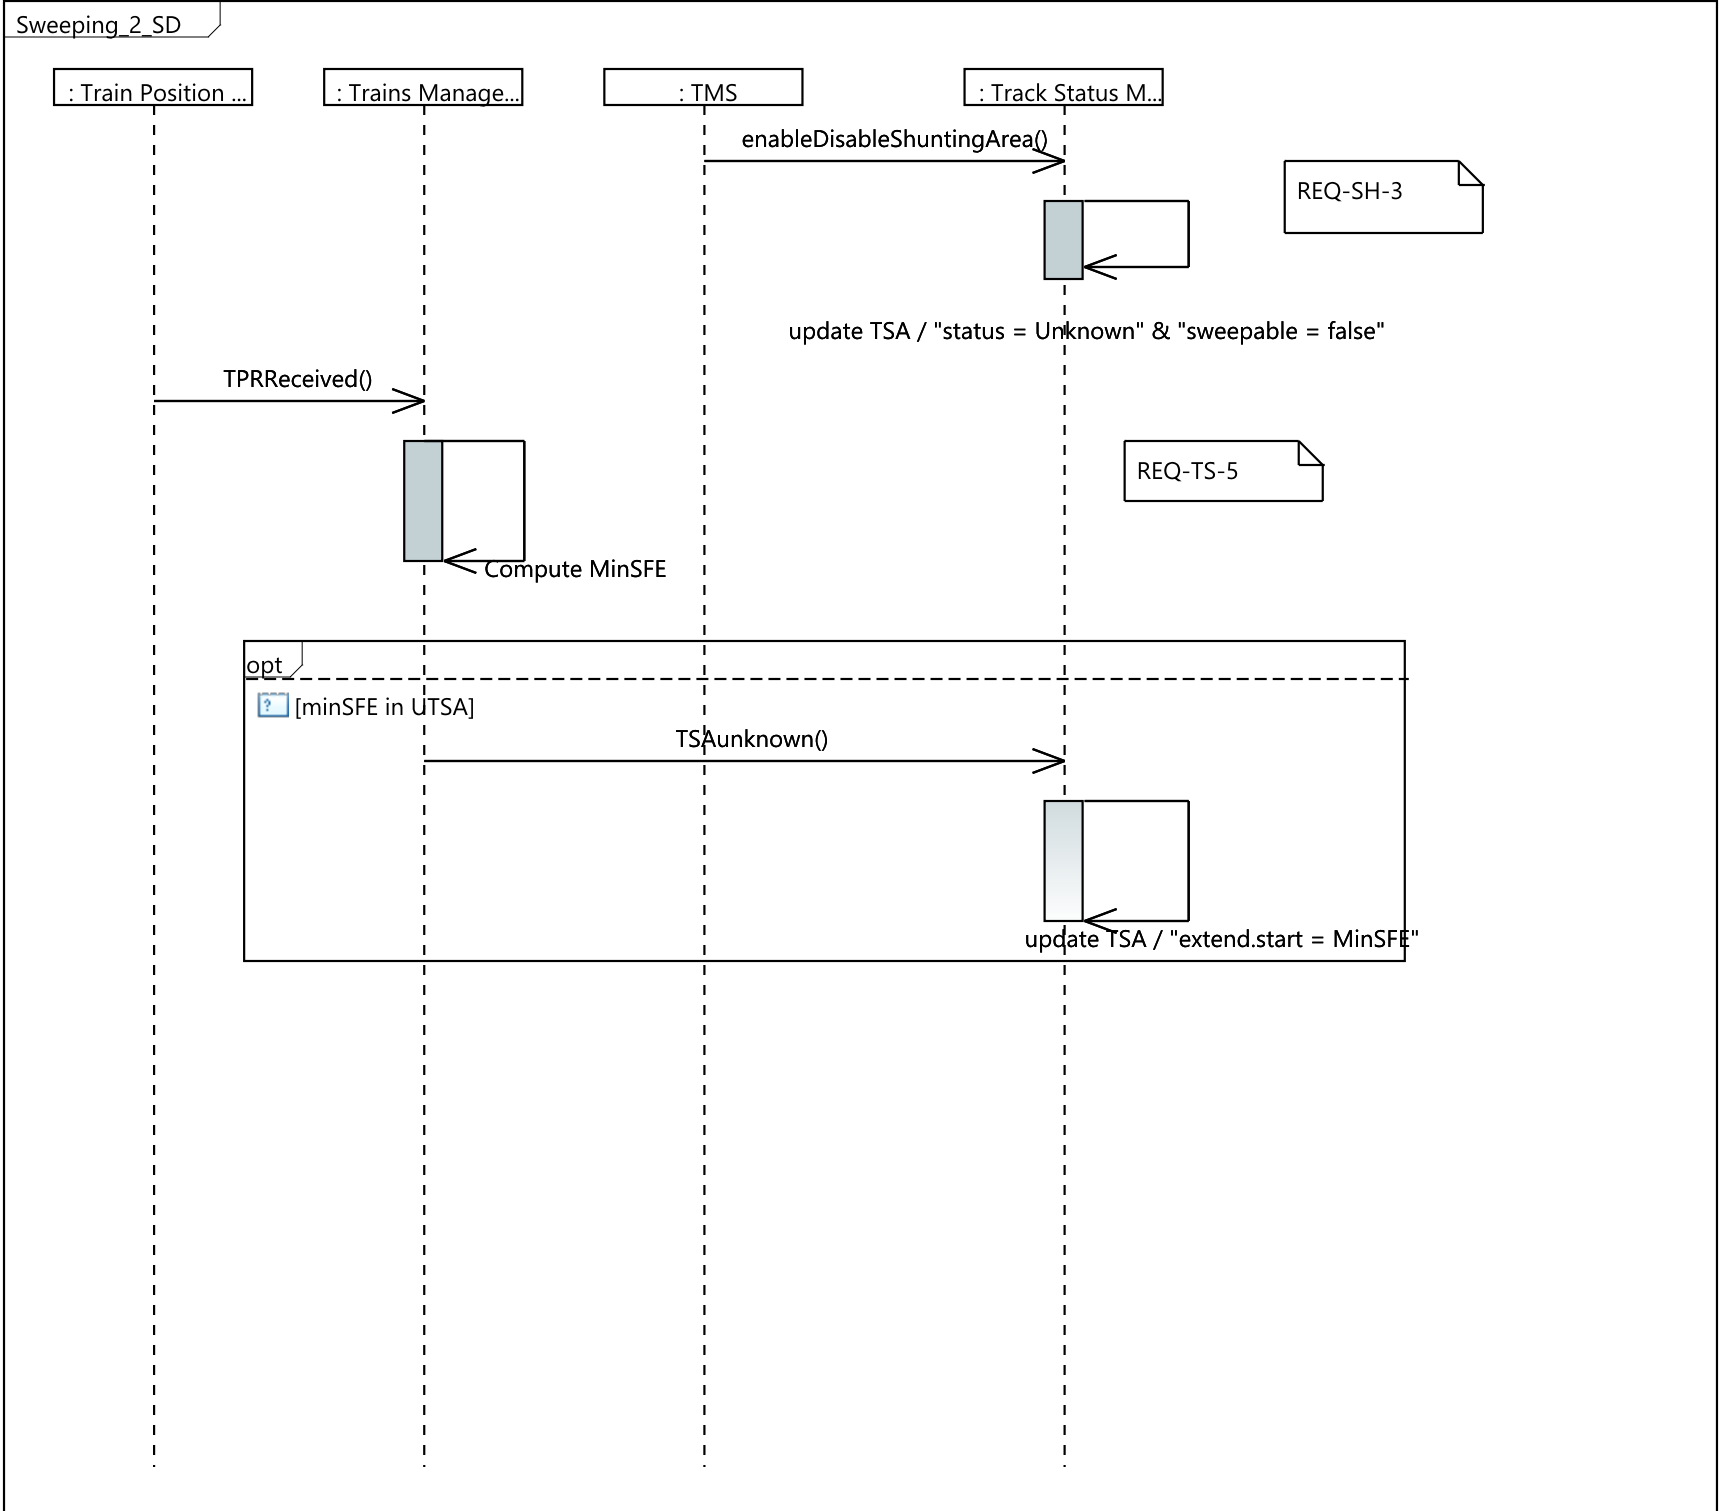 Sweeping_2_SD
: Train Position ...
: Trains Manage...
: TMS
: Track Status M...
enableDisableShuntingArea()
REQ-SH-3
update TSA / "status = Unknown" & "sweepable = false"
TPRReceived()
REQ-TS-5
Compute MinSFE
opt
? [minSFE in UTSA]
TSAunknown()
update TSA / "extend.start = MinSFE"